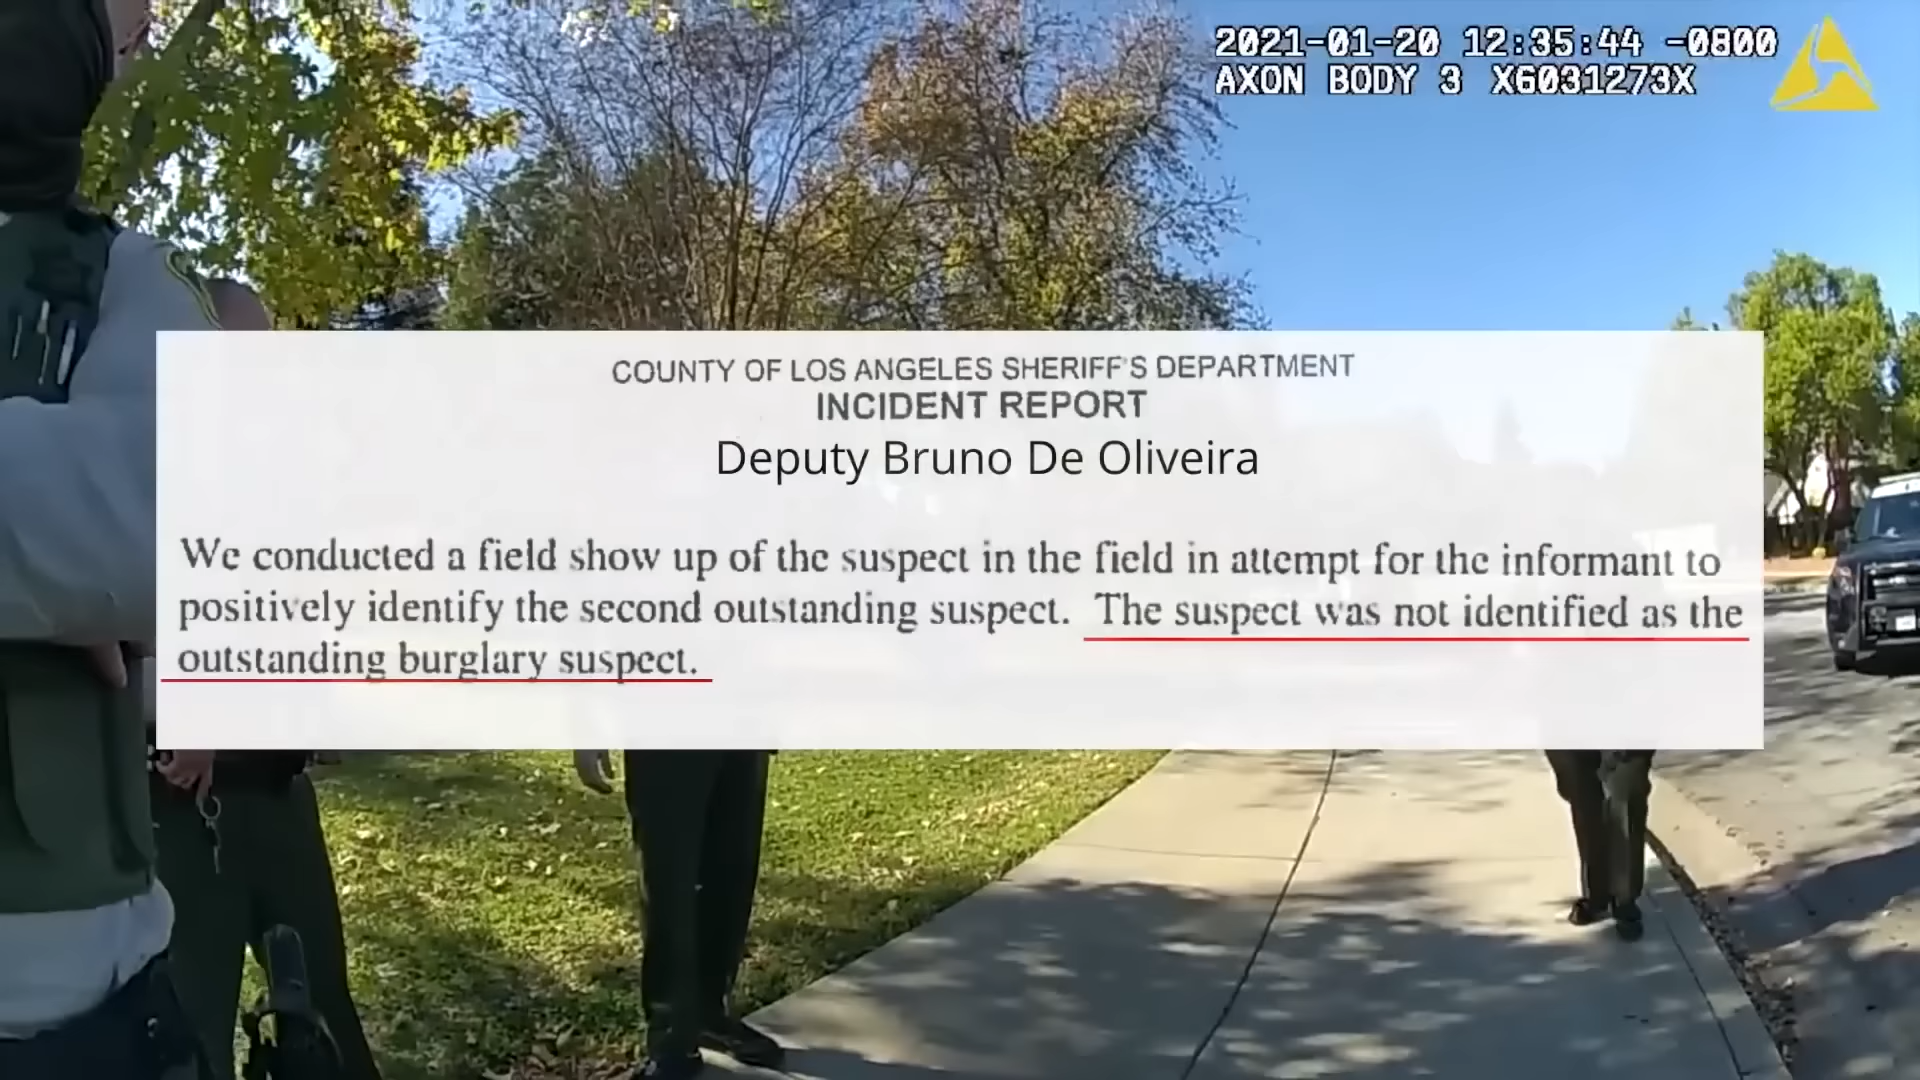 2021-01-20 12:35:44 -0800
AXON BODY 3 X6031273X
COUNTY OF LOS ANGELES SHERIFF'S DEPARTMENT
INCIDENT REPORT
Deputy Bruno De Oliveira
We conducted a field show up of the suspect in the field in attempt for the informant to
positively identify the second outstanding suspect. The suspect was not identified as the
outstanding burglary suspect.